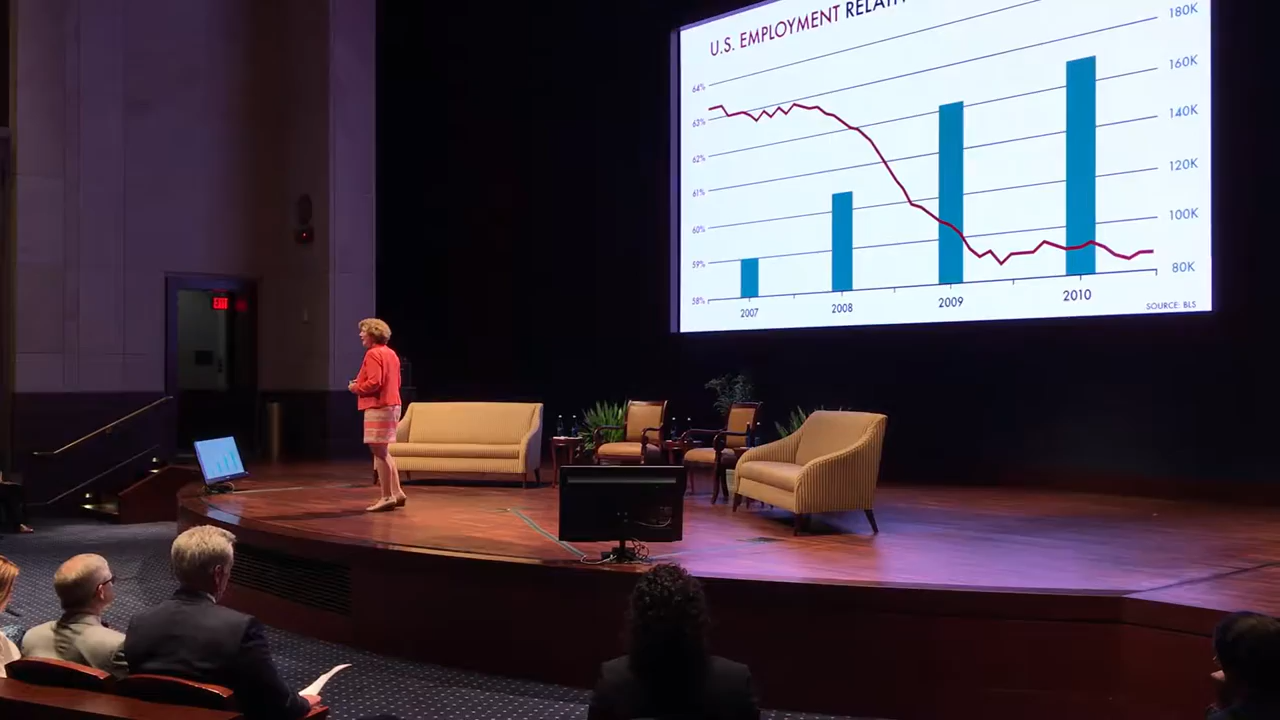 U.S. EMPLOYMENT
180K
64%
160K
63%
140K
62%
120K
61%
100K
60%
59%
80K
58%
2007
2008
2009
2010
SOURCE: BLS
EXIT